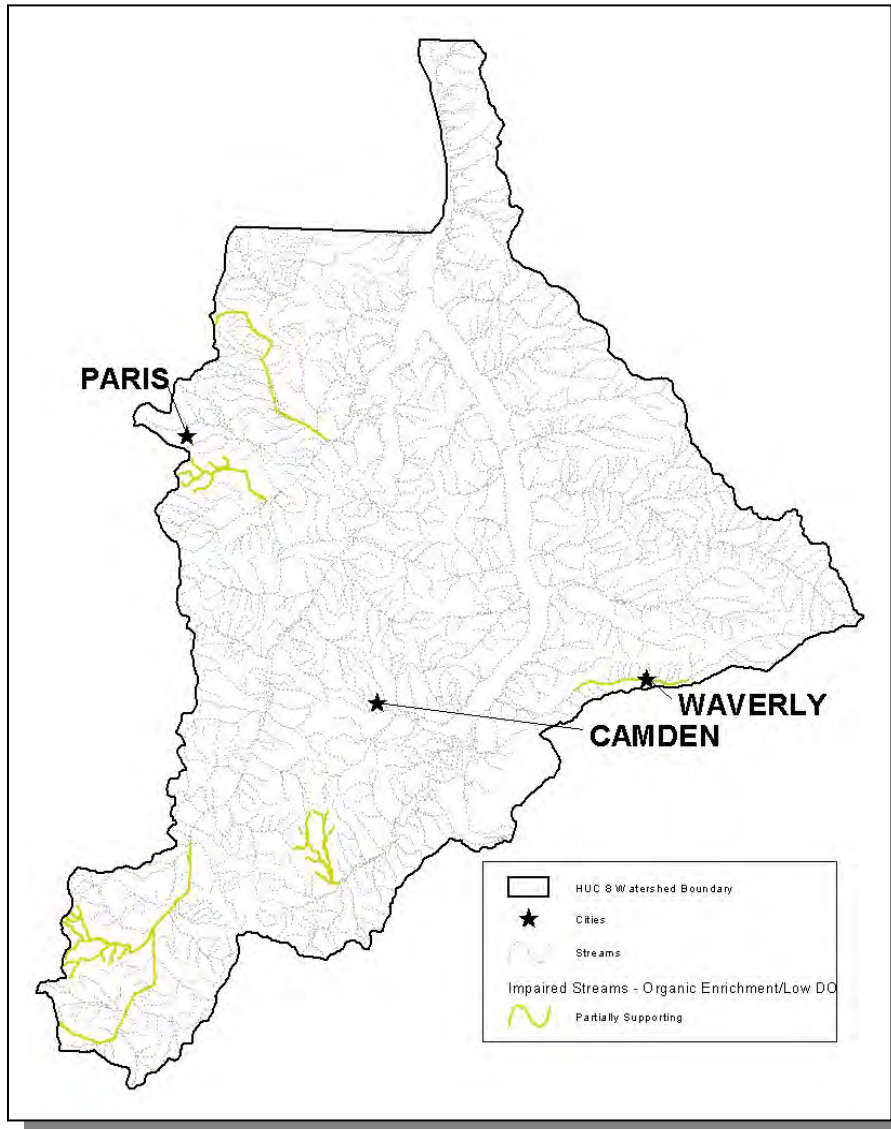 PARIS
WAVERLY
CAMDEN
HUC 8 Watershed Boundary
Cities
Streams
Impaired Streams - Organic Enrichment/Low DO
Partially Supporting